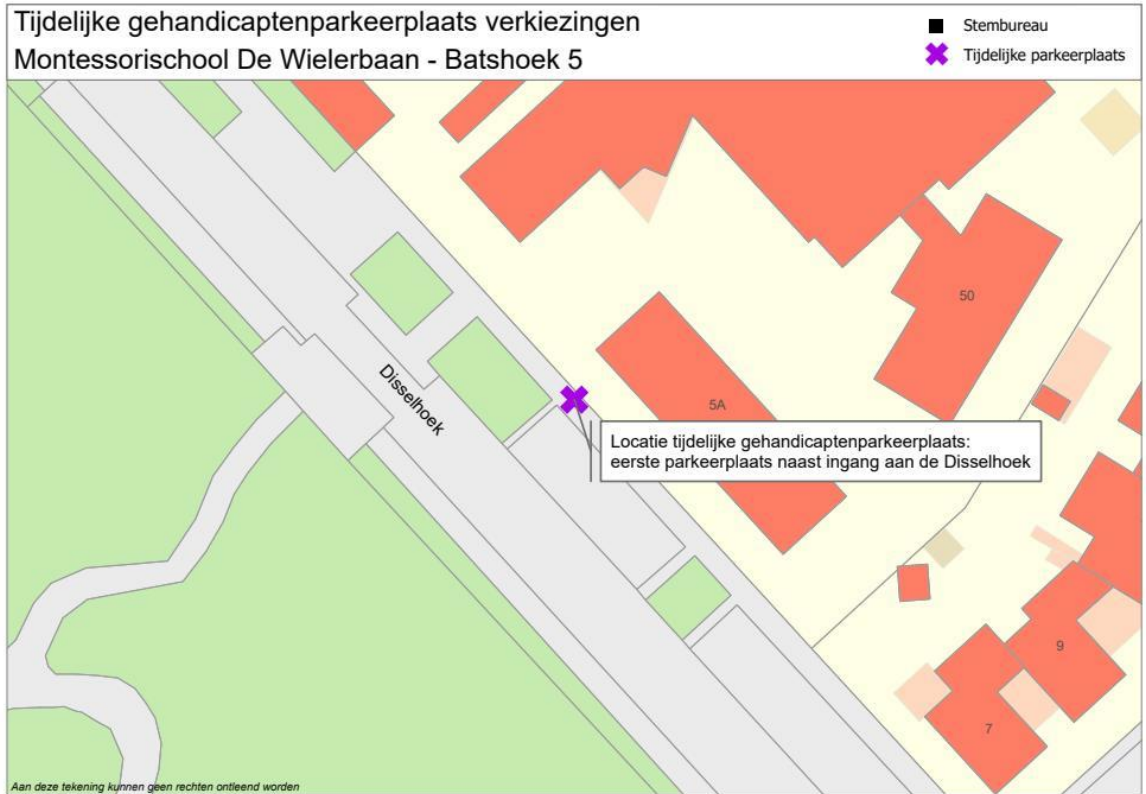 Tijdelijke gehandicaptenparkeerplaats verkiezingen
Montessorischool De Wielerbaan - Batshoek 5
Stembureau
Tijdelijke parkeerplaats
50
Disselhoek
5A
Locatie tijdelijke gehandicaptenparkeerplaats:
eerste parkeerplaats naast ingang aan de Disselhoek
9
7
Aan deze tekening kunnen geen rechten ontleend worden